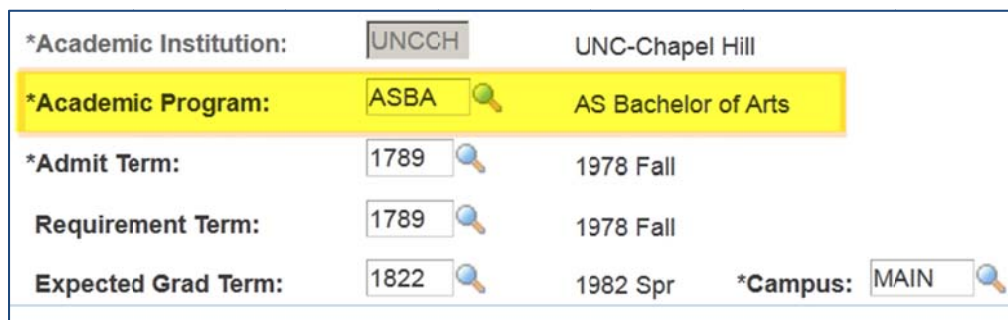 *Academic Institution: UNCCH UNC-Chapel Hill
*Academic Program: ASBA AS Bachelor of Arts
*Admit Term: 1789 1978 Fall
Requirement Term: 1789 1978 Fall
Expected Grad Term: 1822 1982 Spr *Campus: MAIN